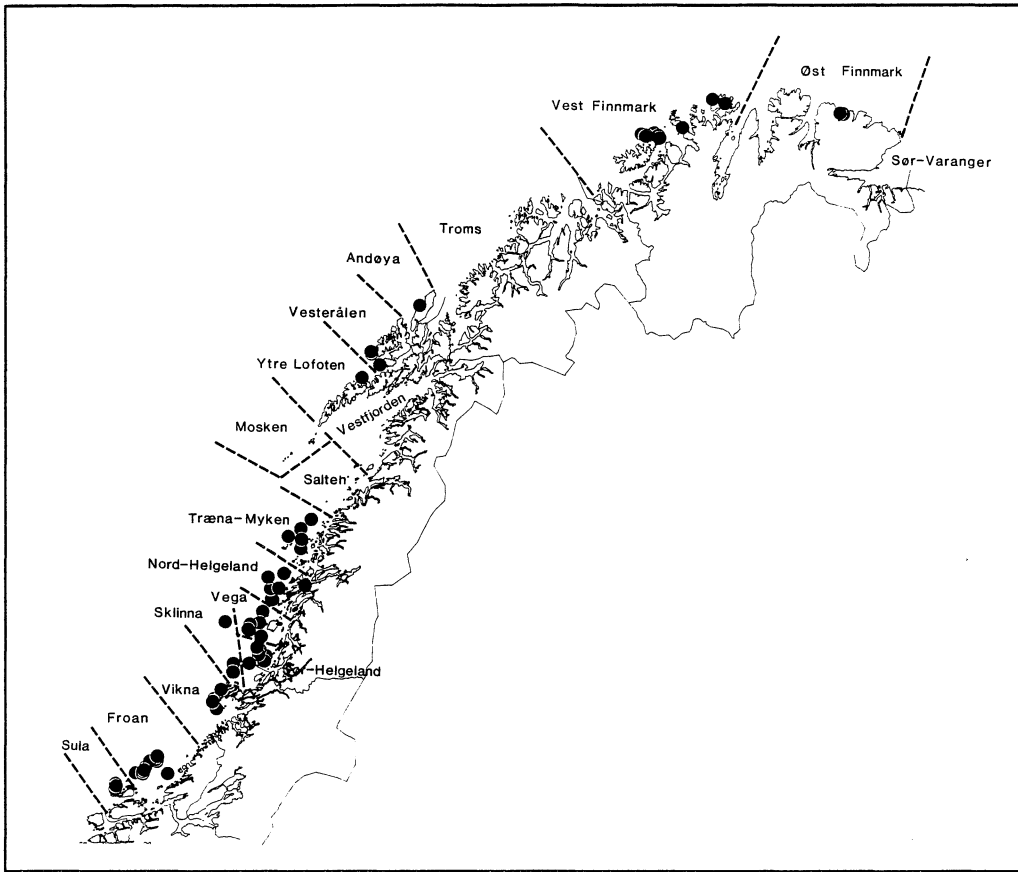 Øst Finnmark
Vest Finnmark
Sør-Varanger
Troms
Andøya
Vesterålen
Ytre Lofoten
Vestfjorden
Mosken
Salten
Træna-Myken
Nord-Helgeland
Vega
Sklinna
Sør-Helgeland
Vikna
Froan
Sula